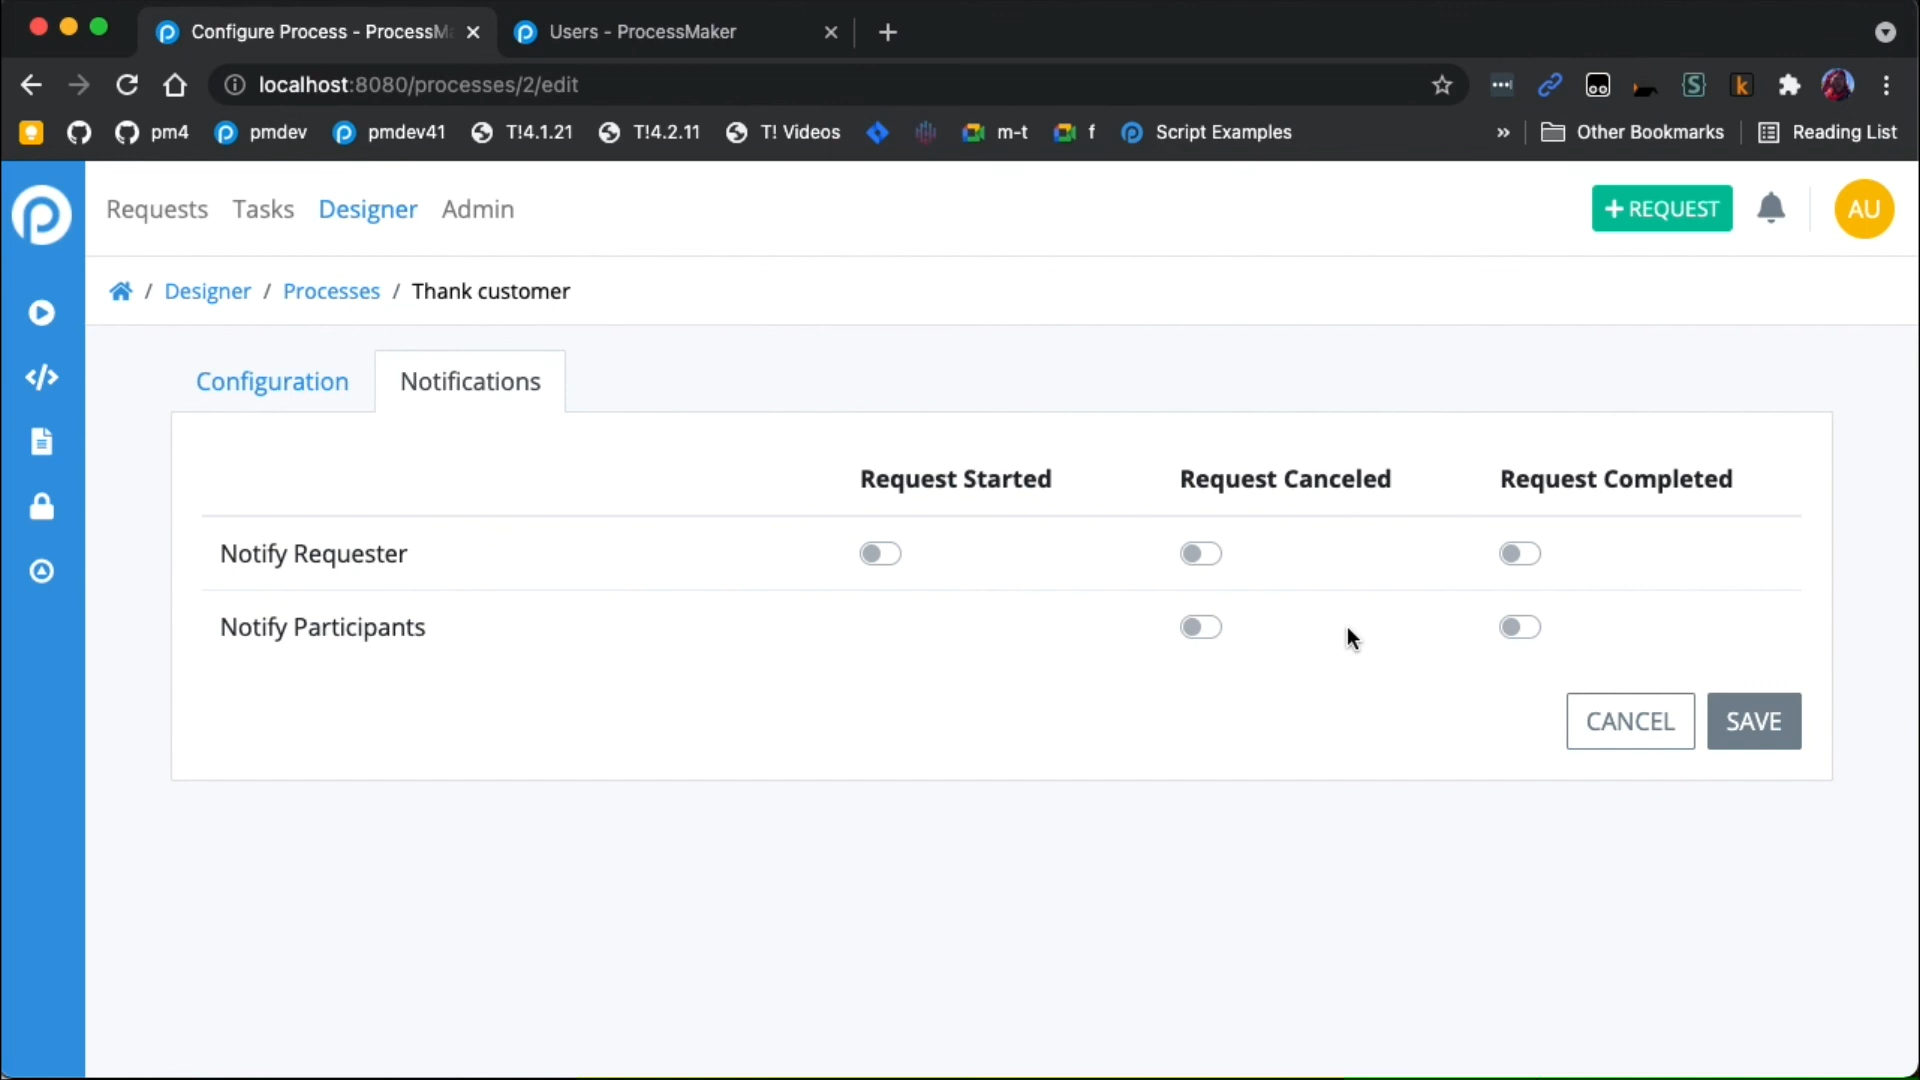 Configure Process - ProcessM
Users - ProcessMaker
localhost:8080/processes/2/edit
pm4
pmdev
pmdev41
T!4.1.21
T!4.2.11
T! Videos
m-t
f
Script Examples
»
Other Bookmarks
Reading List
Requests
Tasks
Designer
Admin
+ REQUEST
AU
/ Designer / Processes / Thank customer
Configuration
Notifications
Request Started
Request Canceled
Request Completed
Notify Requester
Notify Participants
CANCEL
SAVE